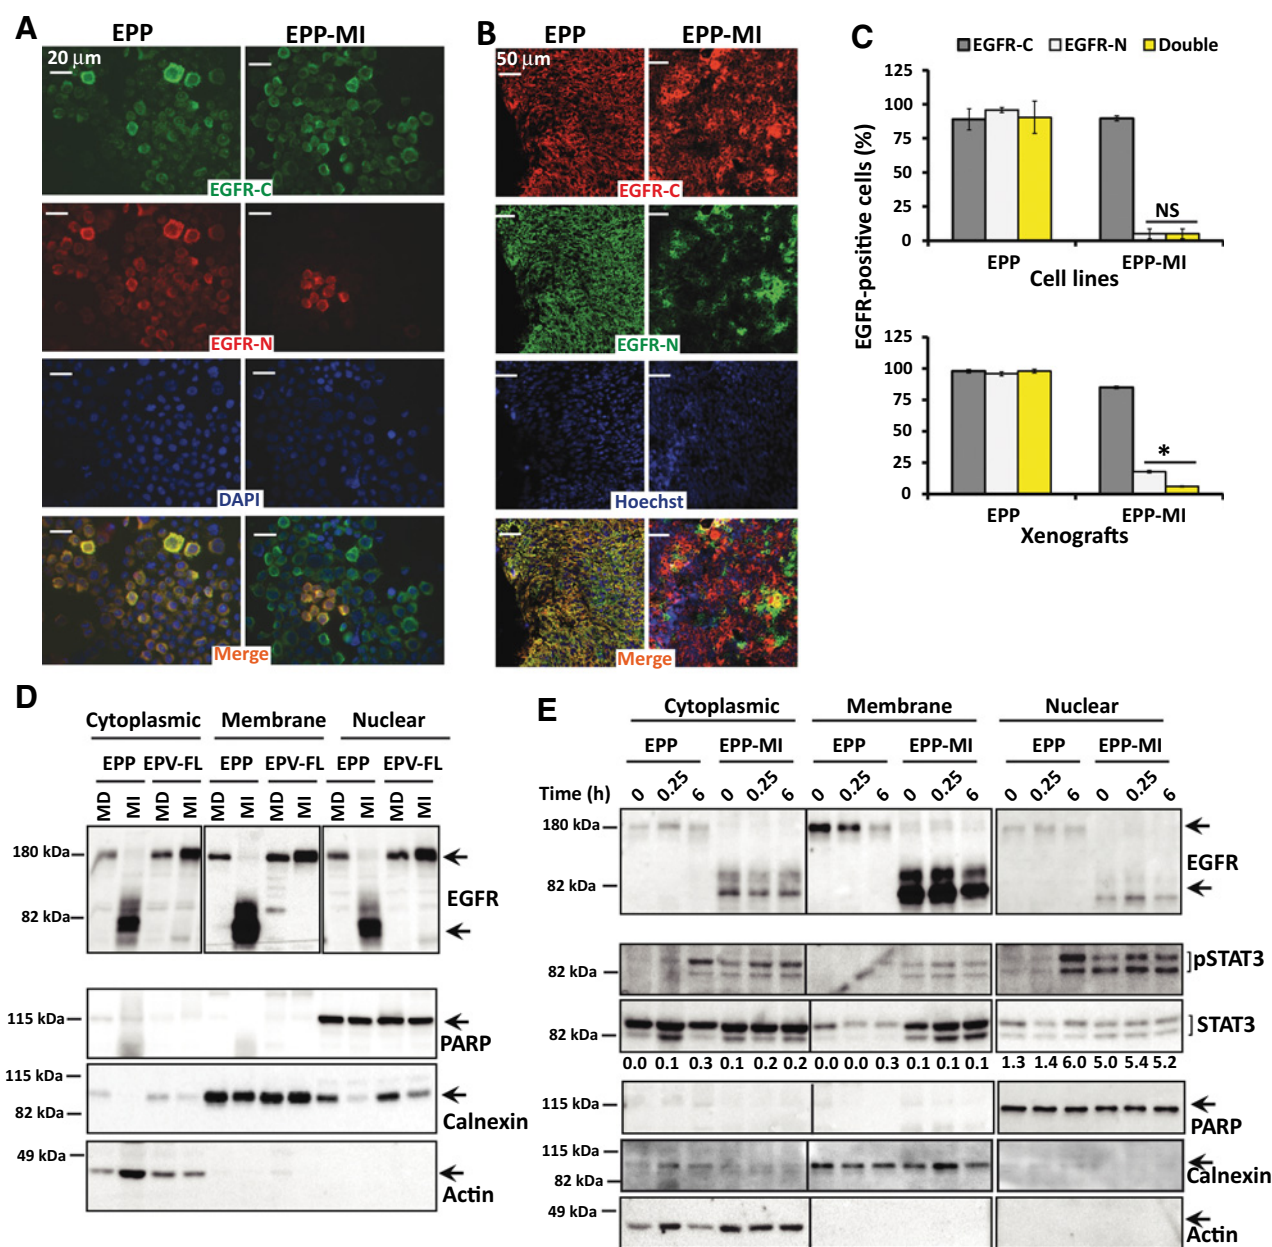 A
EPP
EPP-MI
20 µm
EGFR-C
EGFR-N
DAPI
Merge
B
EPP
EPP-MI
50 µm
EGFR-C
EGFR-N
Hoechst
Merge
C
EGFR-C EGFR-N Double
EGFR-positive cells (%)
125
100
75
50
25
0
NS
EPP EPP-MI
Cell lines
125
100
75
50
25
0
*
EPP EPP-MI
Xenografts
D
Cytoplasmic Membrane Nuclear
EPP EPV-FL EPP EPV-FL EPP EPV-FL
MD MI MD MI MD MI MD MI MD MI MD MI
180 kDa
EGFR
82 kDa
115 kDa
PARP
115 kDa
82 kDa
Calnexin
49 kDa
Actin
E
Cytoplasmic Membrane Nuclear
EPP EPP-MI EPP EPP-MI EPP EPP-MI
Time (h) 0 0.25 6 0 0.25 6 0 0.25 6 0 0.25 6 0 0.25 6 0 0.25 6
180 kDa
EGFR
82 kDa
pSTAT3
82 kDa
STAT3
82 kDa
0.0 0.1 0.3 0.1 0.2 0.2 0.0 0.0 0.3 0.1 0.1 0.1 1.3 1.4 6.0 5.0 5.4 5.2
115 kDa
PARP
115 kDa
Calnexin
82 kDa
49 kDa
Actin